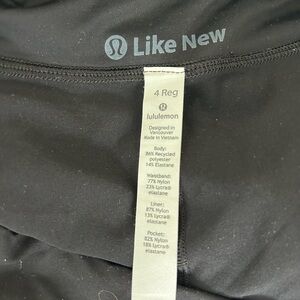 Like New
4 Reg
lululemon
Designed in
Vancouver
Made in Vietnam
Body:
86% Recycled
polyester
14% Elastane
Waistband:
77% Nylon
23% Lycra®
elastane
Liner:
87% Nylon
13% Lycra®
elastane
Pocket:
82% Nylon
18% Lycra®
elastane